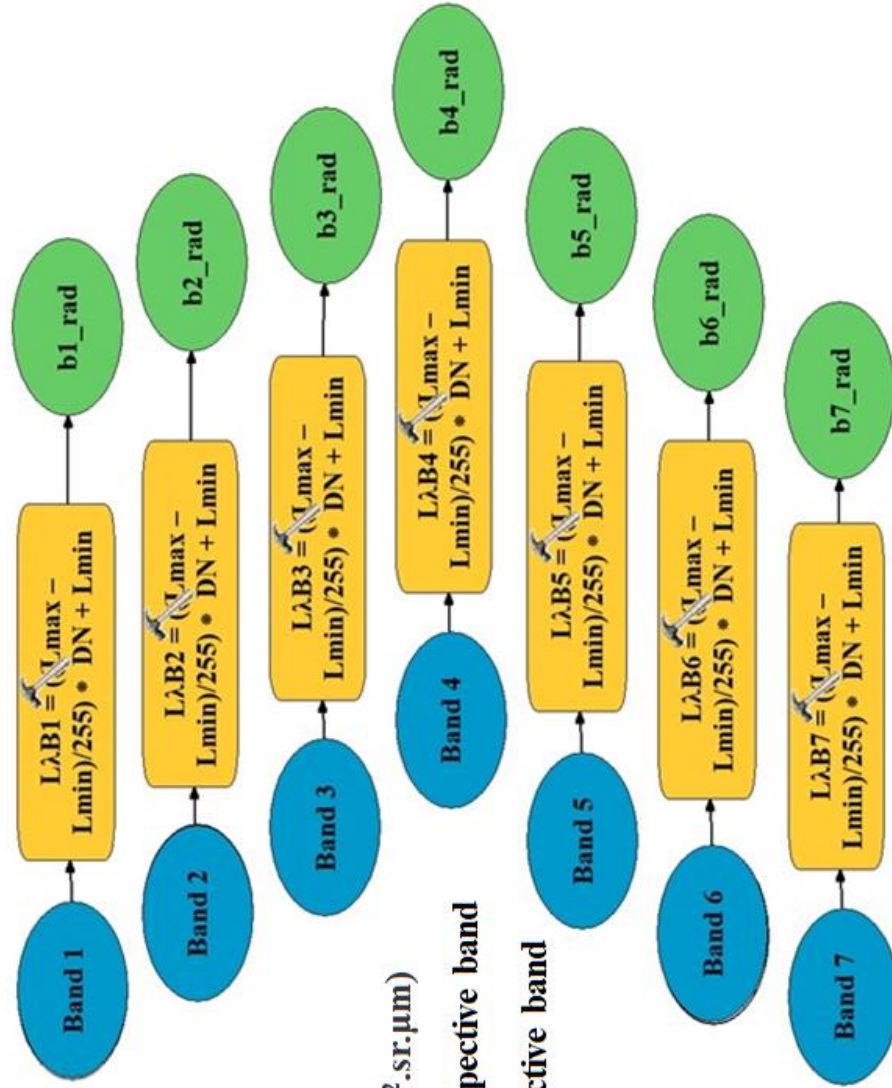 Band 1
LλB1 = ((Lmax –
Lmin)/255) * DN + Lmin
b1_rad
Band 2
LλB2 = ((Lmax –
Lmin)/255) * DN + Lmin
b2_rad
Band 3
LλB3 = ((Lmax –
Lmin)/255) * DN + Lmin
b3_rad
Band 4
LλB4 = ((Lmax –
Lmin)/255) * DN + Lmin
b4_rad
².sr.μm)
pective band
ctive band
Band 5
LλB5 = ((Lmax –
Lmin)/255) * DN + Lmin
b5_rad
Band 6
LλB6 = ((Lmax –
Lmin)/255) * DN + Lmin
b6_rad
Band 7
LλB7 = ((Lmax –
Lmin)/255) * DN + Lmin
b7_rad